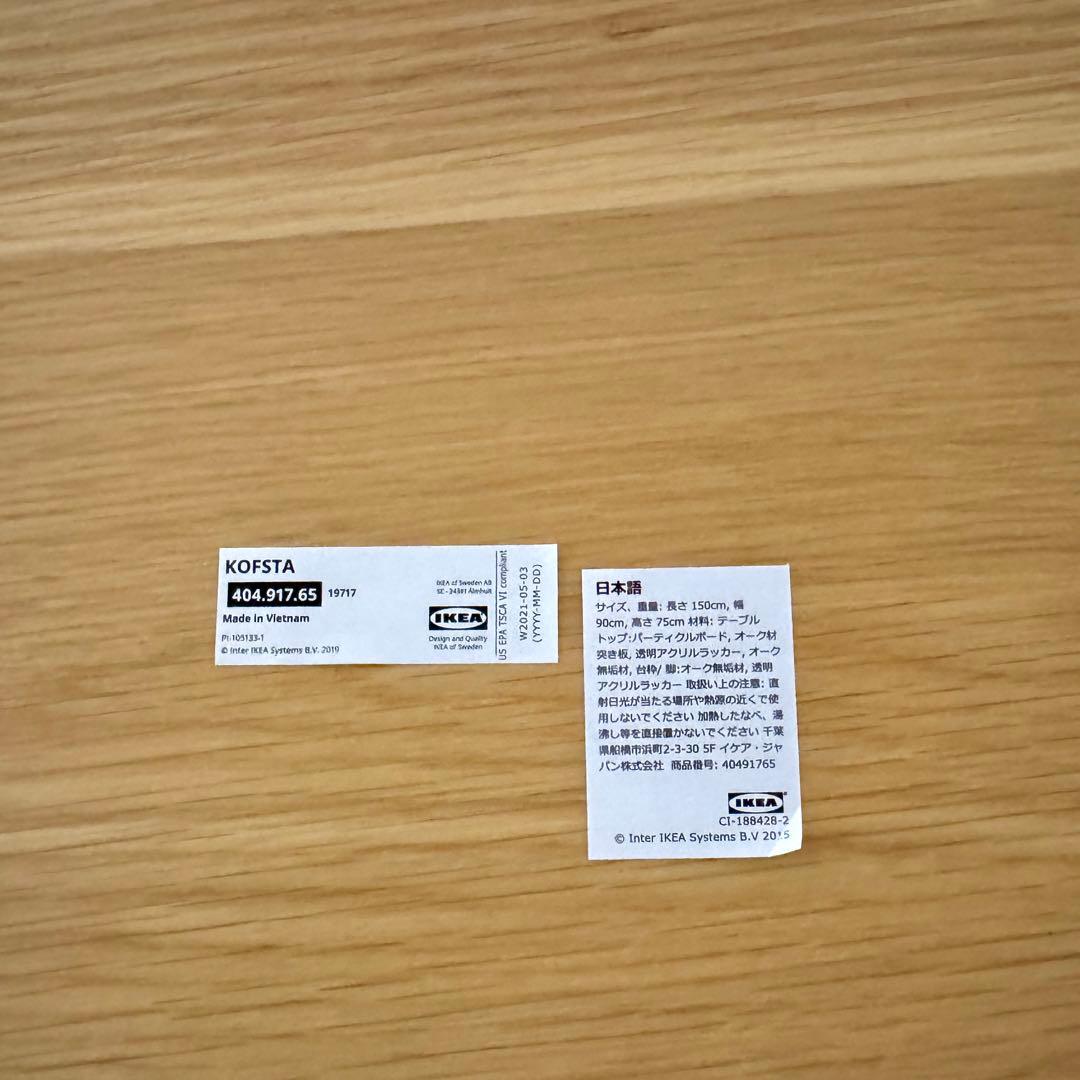 KOFSTA
404.917.65 19717
Made in Vietnam
PI-105133-1
© Inter IKEA Systems B.V. 2019
IKEA of Sweden AB
SE - 34381 Älmhult
IKEA
Design and Quality
IKEA of Sweden
US EPA TSCA VI compliant
W2021-05-03
(YYYY-MM-DD)
日本語
サイズ、重量: 長さ 150cm, 幅
90cm, 高さ 75cm 材料: テーブル
トップ:パーティクルボード, オーク材
突き板, 透明アクリルラッカー, オーク
無垢材, 台枠/ 脚:オーク無垢材, 透明
アクリルラッカー 取扱い上の注意: 直
射日光が当たる場所や熱源の近くで使
用しないでください 加熱したなべ、湯
沸し等を直接置かないでください 千葉
県船橋市浜町2-3-30 5F イケア・ジャ
パン株式会社 商品番号: 40491765
IKEA
CI-188428-2
© Inter IKEA Systems B.V 2015